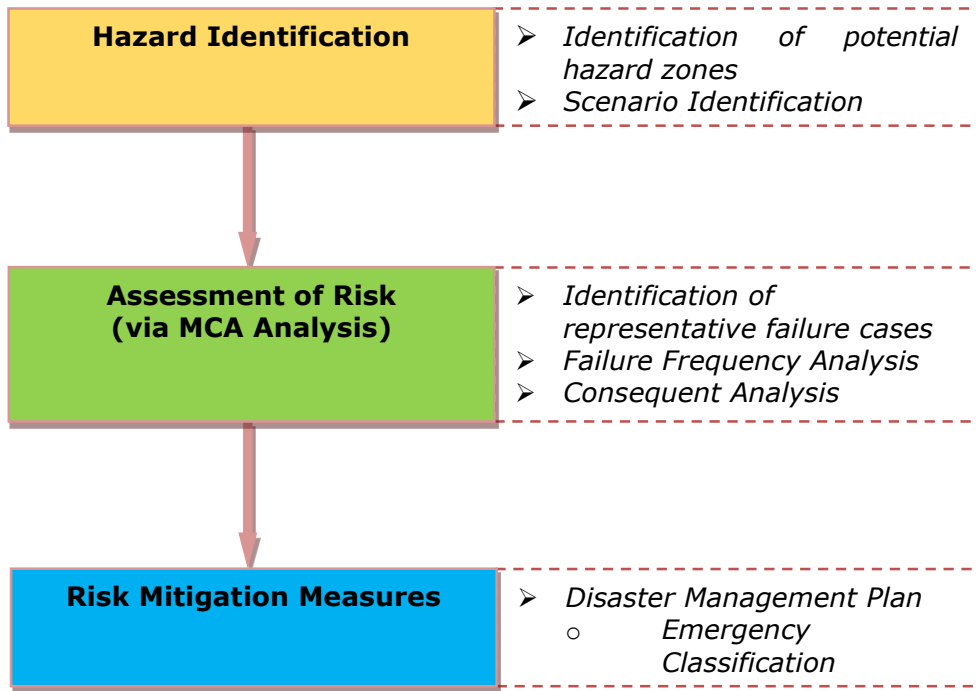 Hazard Identification
➢ Identification of potential
hazard zones
➢ Scenario Identification
Assessment of Risk
(via MCA Analysis)
➢ Identification of
representative failure cases
➢ Failure Frequency Analysis
➢ Consequent Analysis
Risk Mitigation Measures
➢ Disaster Management Plan
o Emergency
Classification